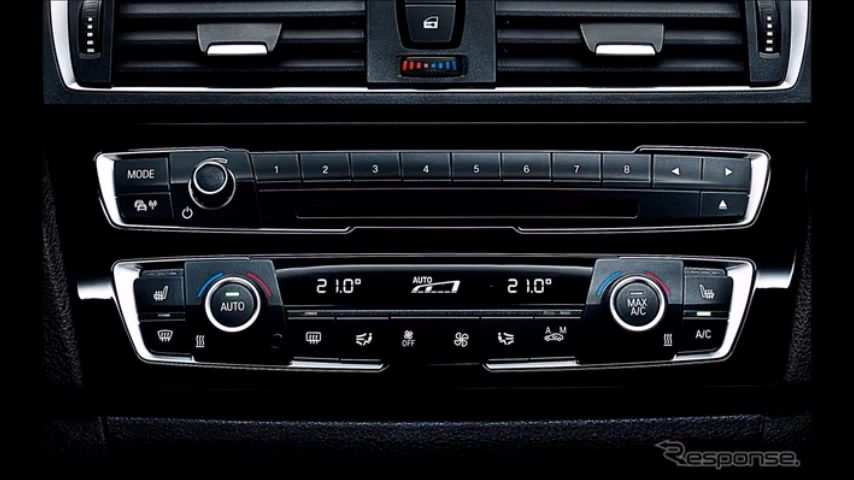 MODE 1 2 3 4 5 6 7 8
21.0° AUTO 21.0°
AUTO MAX A/C
OFF A M A/C
Response.